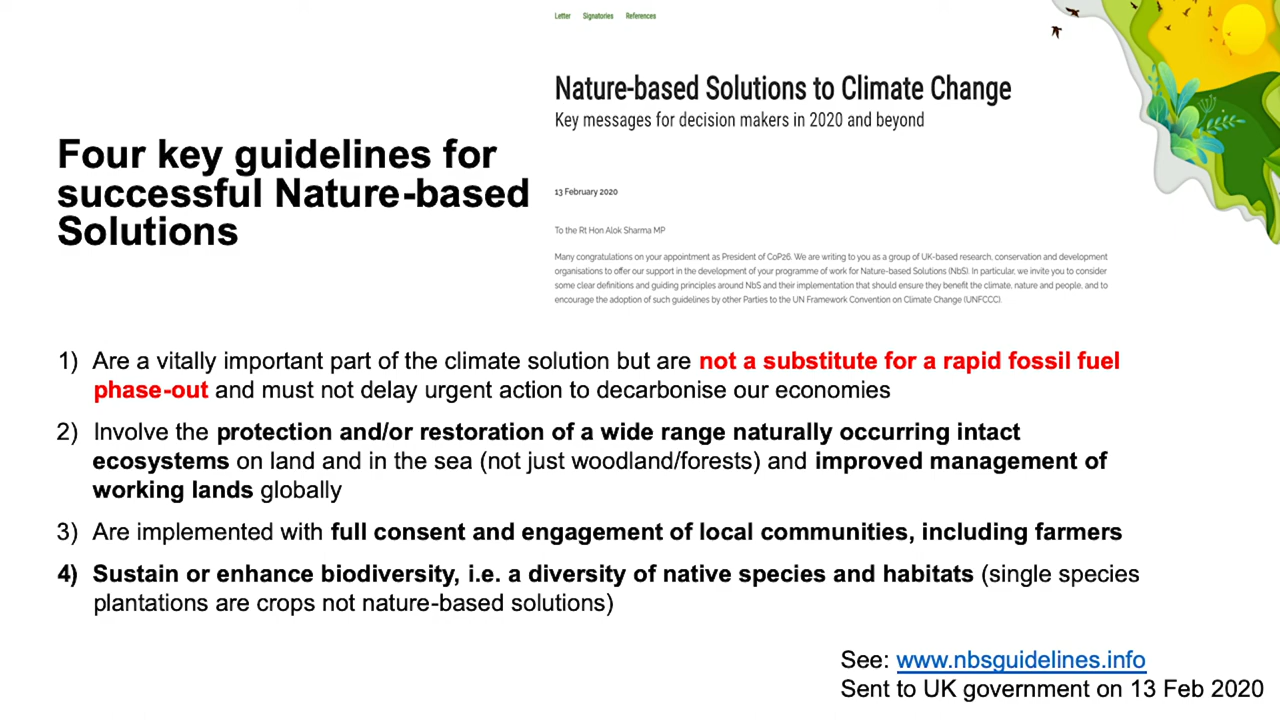 Letter Signatories References
Nature-based Solutions to Climate Change
Key messages for decision makers in 2020 and beyond
Four key guidelines for
successful Nature-based
Solutions
13 February 2020
To the Rt Hon Alok Sharma MP
Many congratulations on your appointment as President of CoP26. We are writing to you as a group of UK-based research, conservation and development
organisations to offer our support in the development of your programme of work for Nature-based Solutions (NbS). In particular, we invite you to consider
some clear definitions and guiding principles around NbS and their implementation that should ensure they benefit the climate, nature and people, and to
encourage the adoption of such guidelines by other Parties to the UN Framework Convention on Climate Change (UNFCCC).
1) Are a vitally important part of the climate solution but are not a substitute for a rapid fossil fuel
phase-out and must not delay urgent action to decarbonise our economies
2) Involve the protection and/or restoration of a wide range naturally occurring intact
ecosystems on land and in the sea (not just woodland/forests) and improved management of
working lands globally
3) Are implemented with full consent and engagement of local communities, including farmers
4) Sustain or enhance biodiversity, i.e. a diversity of native species and habitats (single species
plantations are crops not nature-based solutions)
See: www.nbsguidelines.info
Sent to UK government on 13 Feb 2020